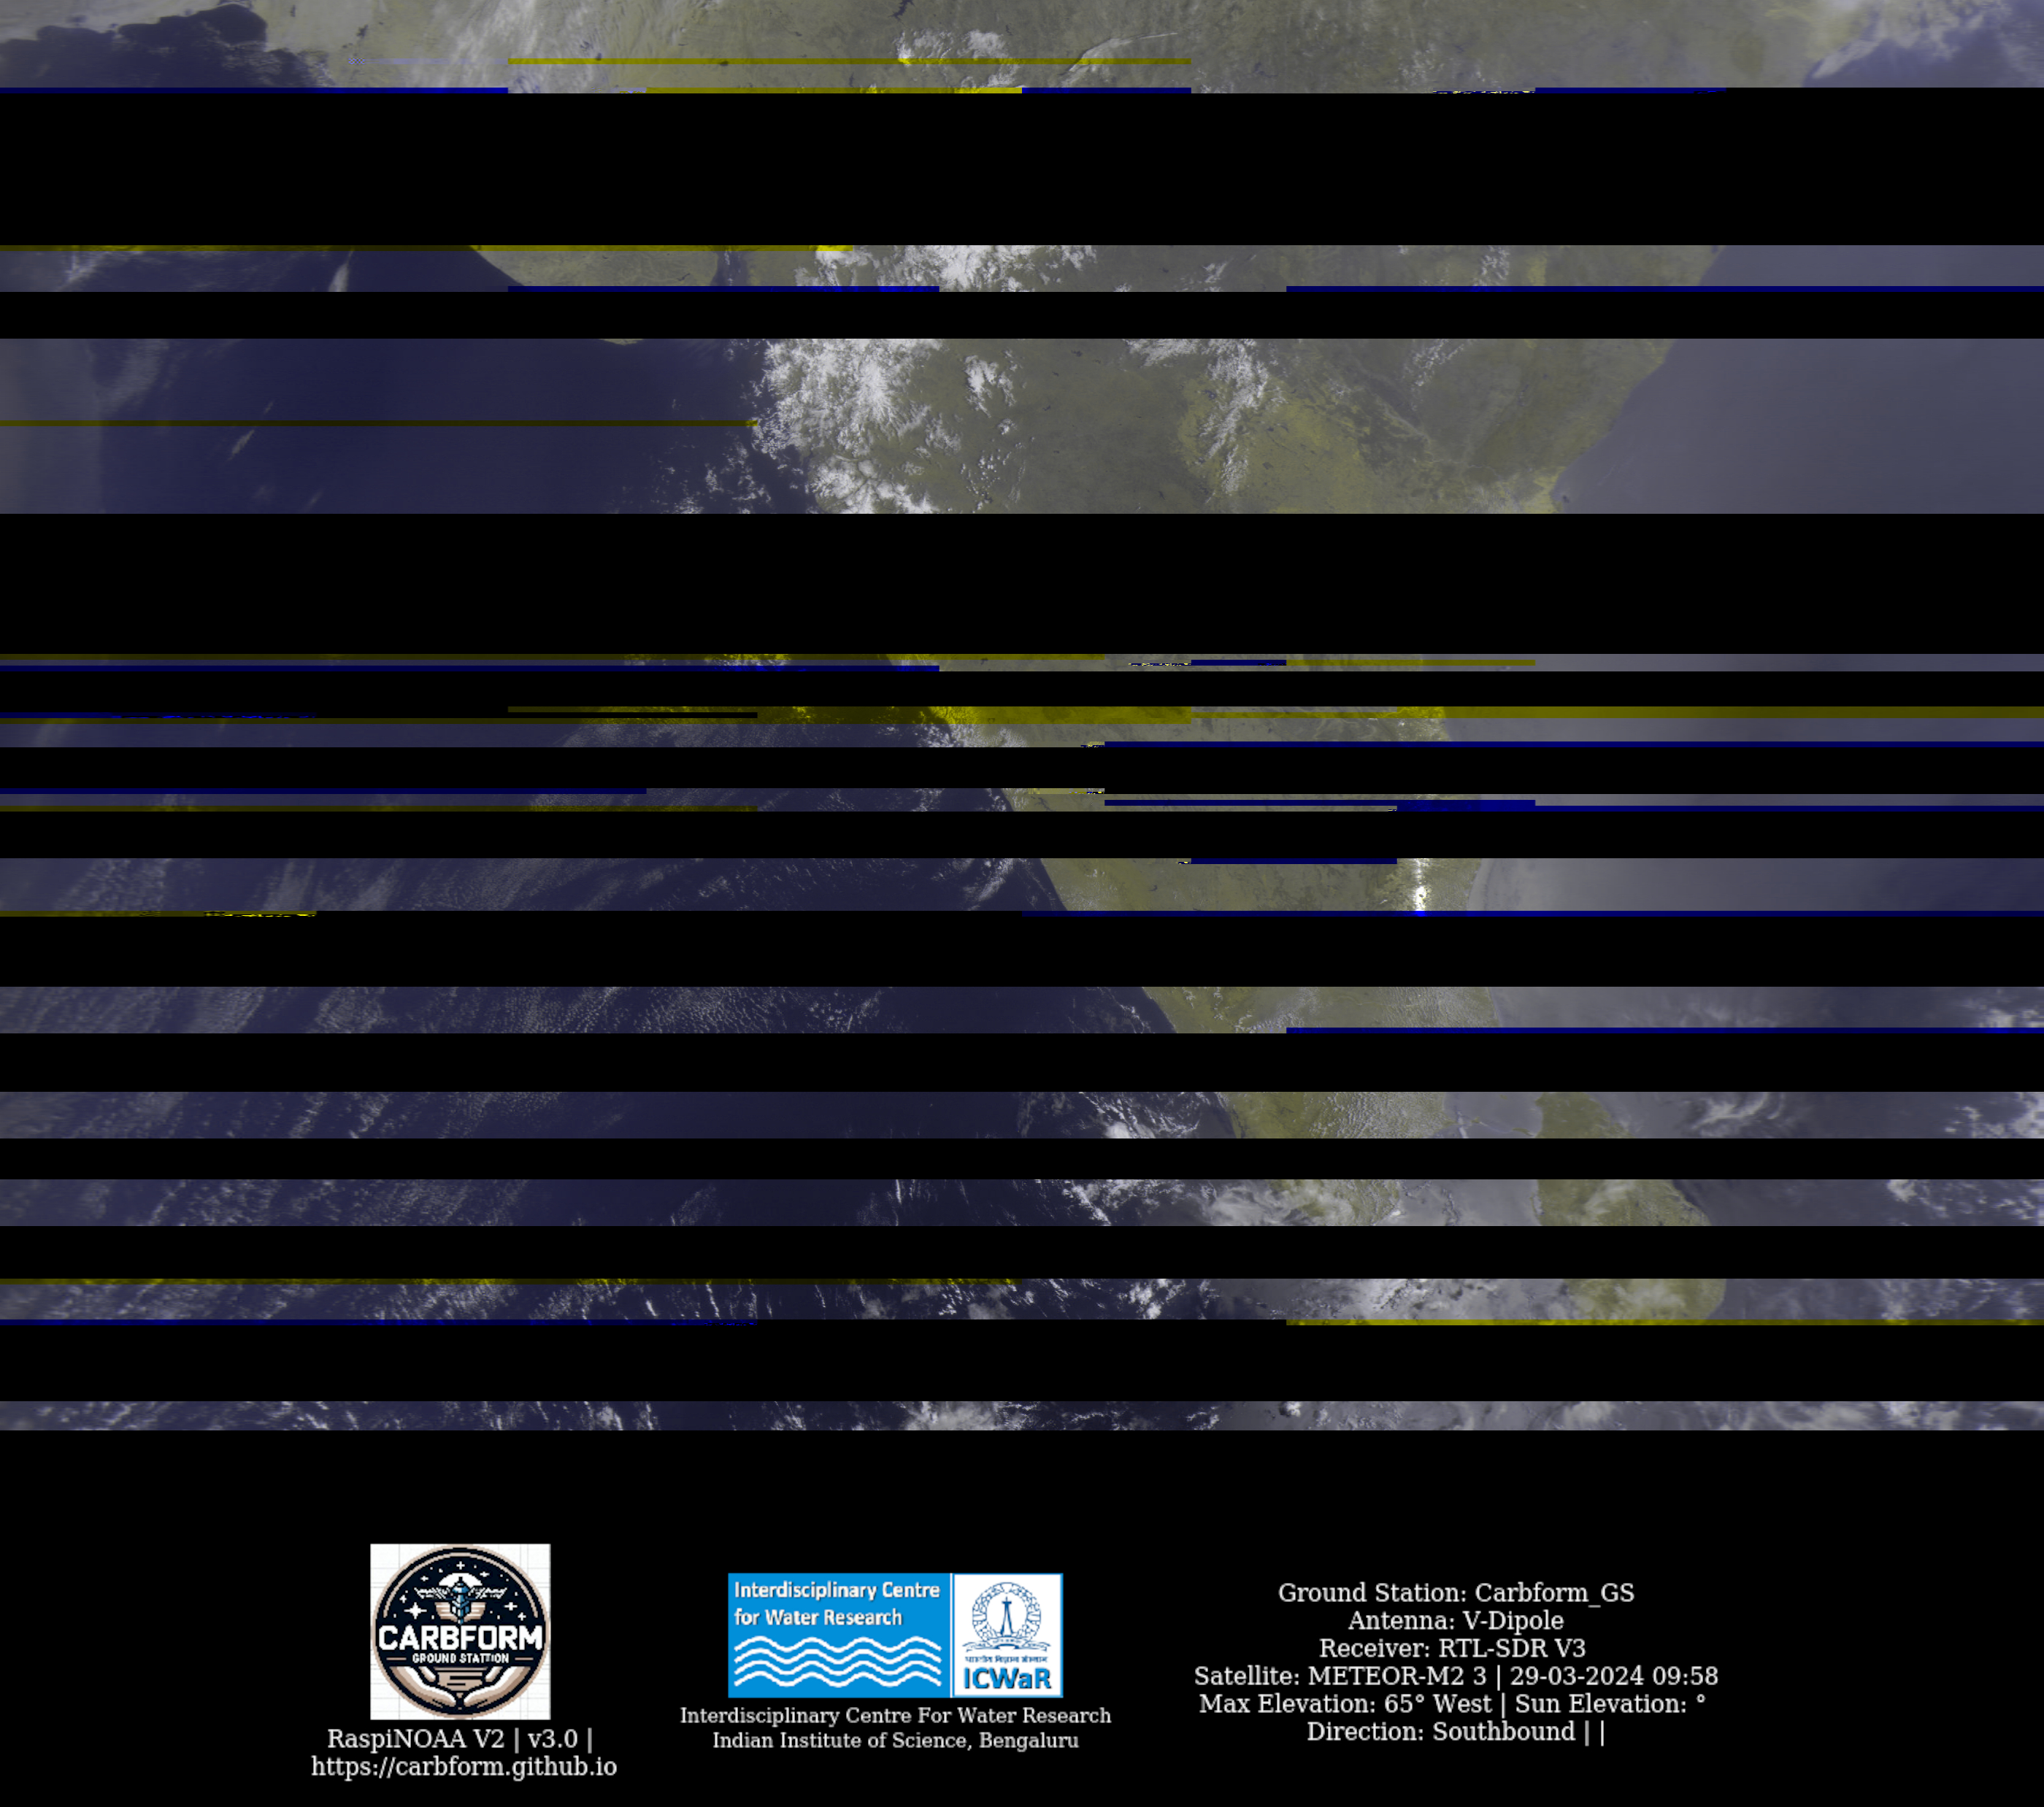 CARBFORM
GROUND STATTION
RaspiNOAA V2 | v3.0 |
https://carbform.github.io
Interdisciplinary Centre
for Water Research
ICWaR
Interdisciplinary Centre For Water Research
Indian Institute of Science, Bengaluru
Ground Station: Carbform_GS
Antenna: V-Dipole
Receiver: RTL-SDR V3
Satellite: METEOR-M2 3 | 29-03-2024 09:58
Max Elevation: 65° West | Sun Elevation: °
Direction: Southbound | |